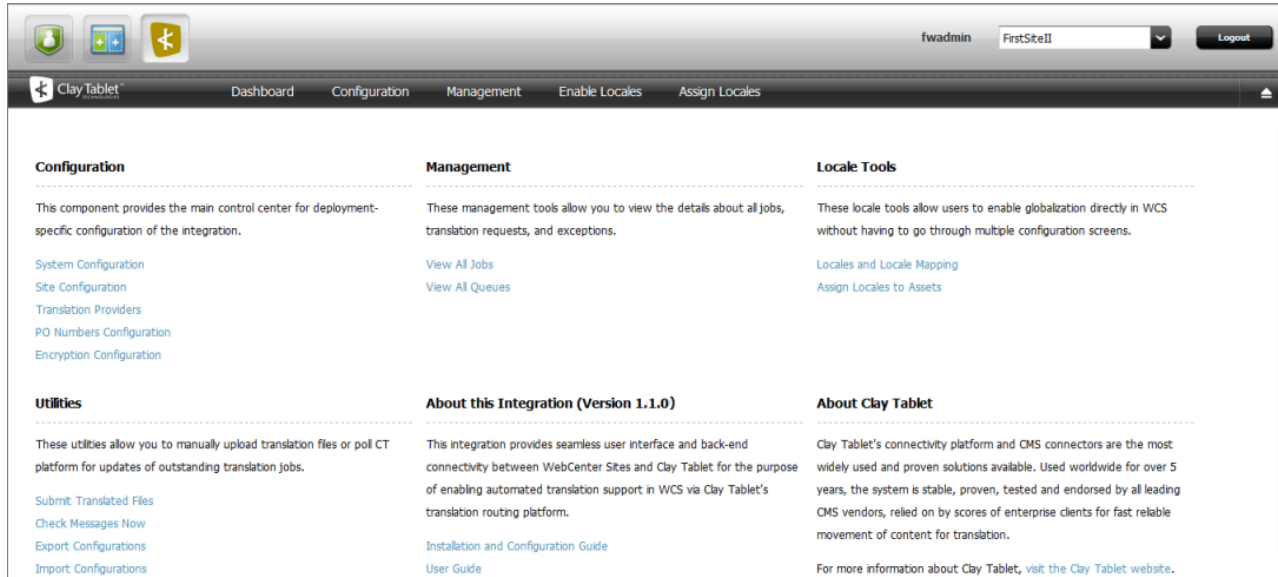 fwadmin
FirstSiteII
Logout
Clay Tablet
TECHNOLOGIES
Dashboard
Configuration
Management
Enable Locales
Assign Locales
Configuration
This component provides the main control center for deployment-
specific configuration of the integration.
System Configuration
Site Configuration
Translation Providers
PO Numbers Configuration
Encryption Configuration
Management
These management tools allow you to view the details about all jobs,
translation requests, and exceptions.
View All Jobs
View All Queues
Locale Tools
These locale tools allow users to enable globalization directly in WCS
without having to go through multiple configuration screens.
Locales and Locale Mapping
Assign Locales to Assets
Utilities
These utilities allow you to manually upload translation files or poll CT
platform for updates of outstanding translation jobs.
Submit Translated Files
Check Messages Now
Export Configurations
Import Configurations
About this Integration (Version 1.1.0)
This integration provides seamless user interface and back-end
connectivity between WebCenter Sites and Clay Tablet for the purpose
of enabling automated translation support in WCS via Clay Tablet's
translation routing platform.
Installation and Configuration Guide
User Guide
About Clay Tablet
Clay Tablet's connectivity platform and CMS connectors are the most
widely used and proven solutions available. Used worldwide for over 5
years, the system is stable, proven, tested and endorsed by all leading
CMS vendors, relied on by scores of enterprise clients for fast reliable
movement of content for translation.
For more information about Clay Tablet, visit the Clay Tablet website.